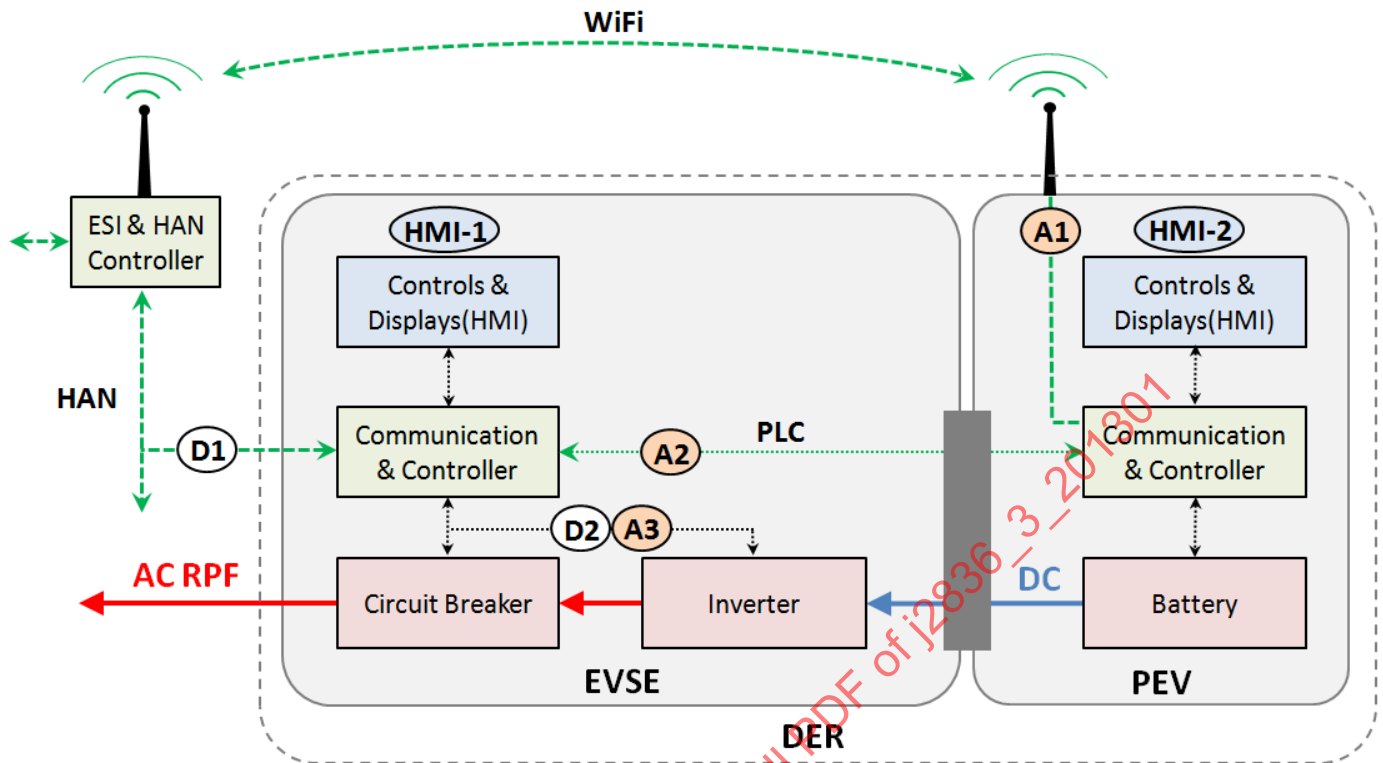 WiFi
ESI & HAN
Controller
HMI-1
A1
HMI-2
Controls &
Displays(HMI)
Controls &
Displays(HMI)
HAN
D1
Communication
& Controller
A2
PLC
Communication
& Controller
D2
A3
AC RPF
Circuit Breaker
Inverter
DC
Battery
EVSE
PEV
DER
PDF of j2836_3_201801